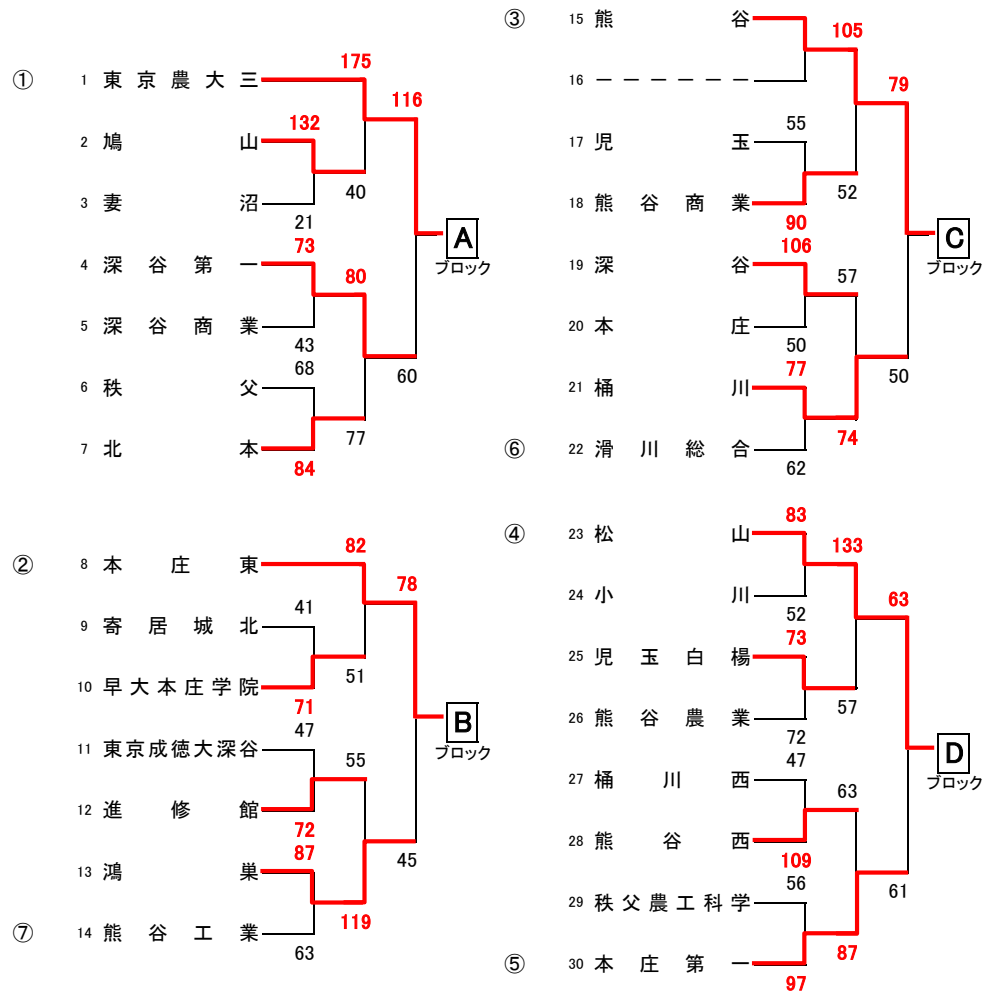 ① 1 東京農大三 175
116
2 鳩山 132
40
3 妻沼 21
4 深谷第一 73
80
5 深谷商業 43
60
6 秩父 68
77
7 北本 84
A
ブロック
② 8 本庄東 82
78
9 寄居城北 41
51
10 早大本庄学院 71
11 東京成徳大深谷 47
55
12 進修館 72
45
13 鴻巣 87
119
⑦ 14 熊谷工業 63
B
ブロック
③ 15 熊谷 105
79
16 ーーーーーー
17 児玉 55
52
18 熊谷商業 90
19 深谷 106
57
20 本庄 50
50
21 桶川 77
74
⑥ 22 滑川総合 62
C
ブロック
④ 23 松山 83
133
63
24 小川 52
25 児玉白楊 73
57
26 熊谷農業 72
27 桶川西 47
63
28 熊谷西 109
61
29 秩父農工科学 56
87
⑤ 30 本庄第一 97
D
ブロック